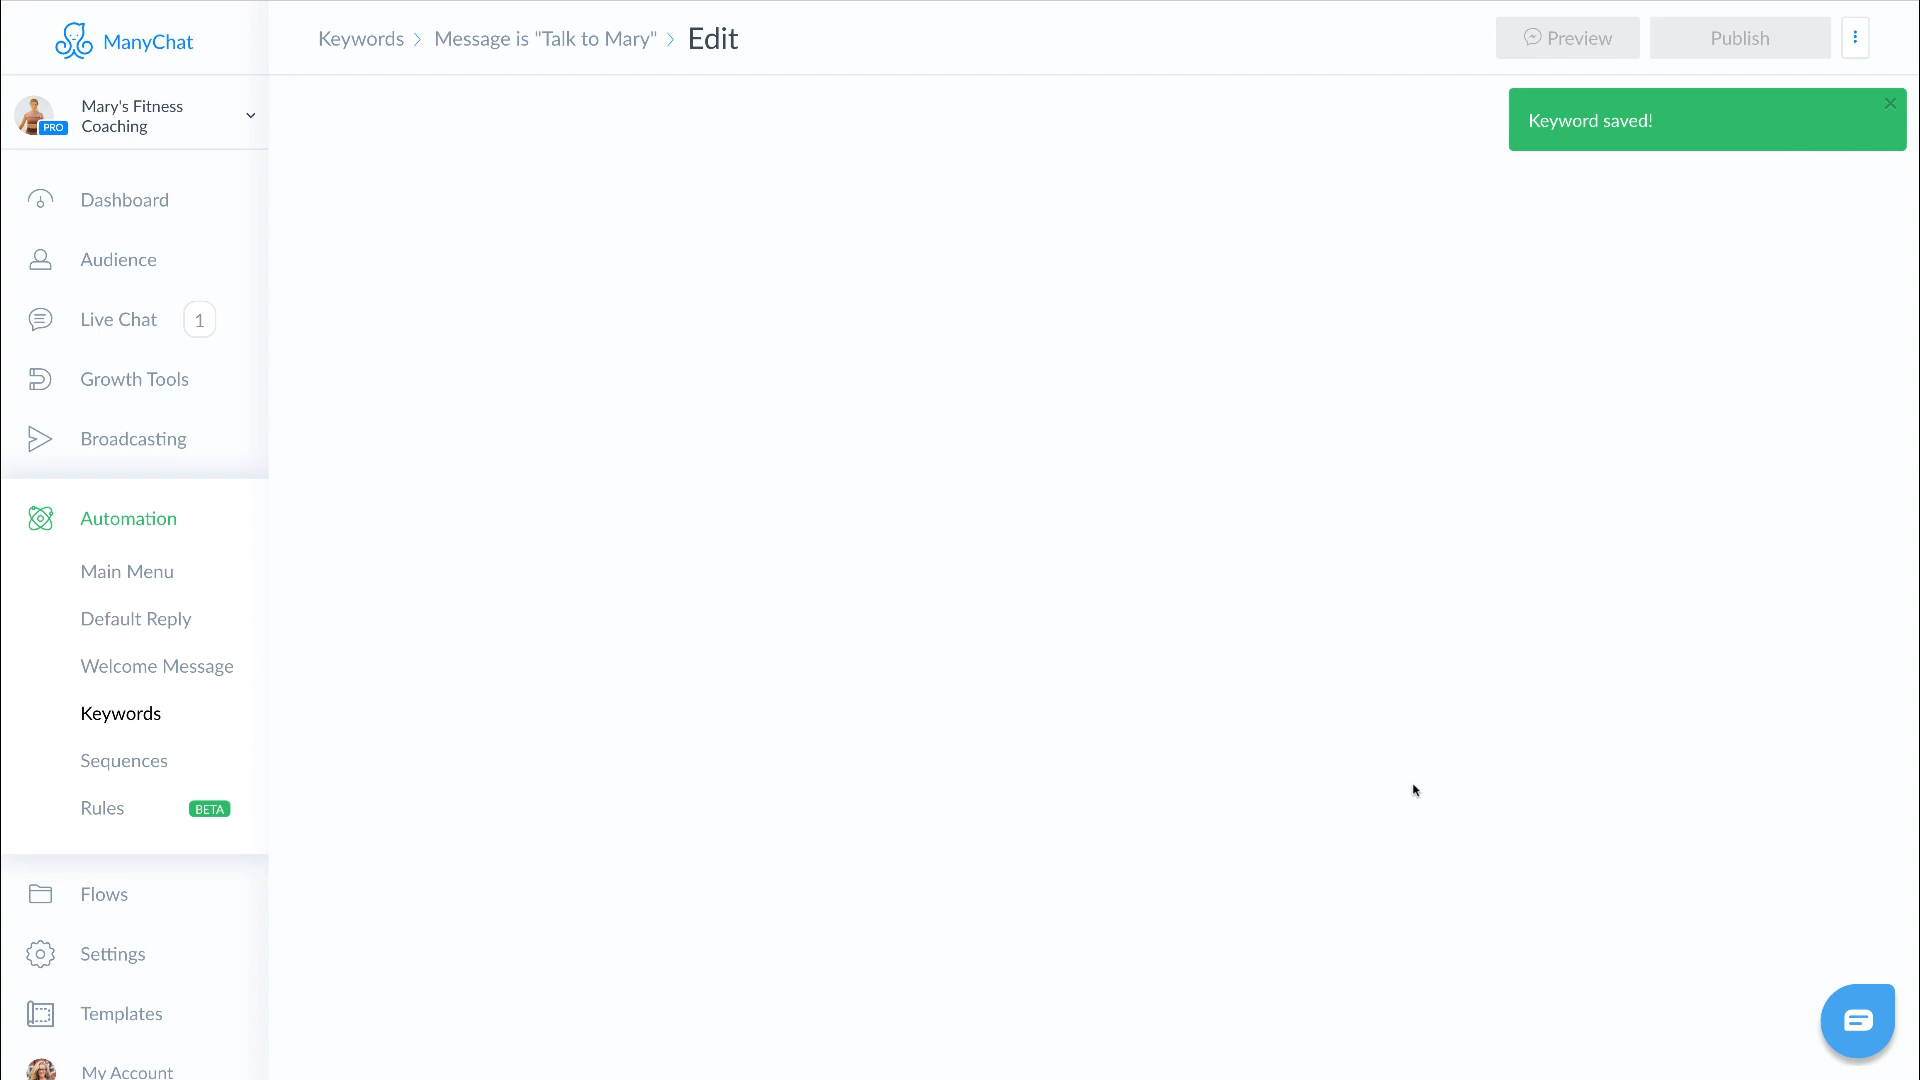 ManyChat
Keywords > Message is "Talk to Mary" > Edit
Preview
Publish
Mary's Fitness
Coaching
PRO
Keyword saved!
Dashboard
Audience
Live Chat 1
Growth Tools
Broadcasting
Automation
Main Menu
Default Reply
Welcome Message
Keywords
Sequences
Rules BETA
Flows
Settings
Templates
My Account